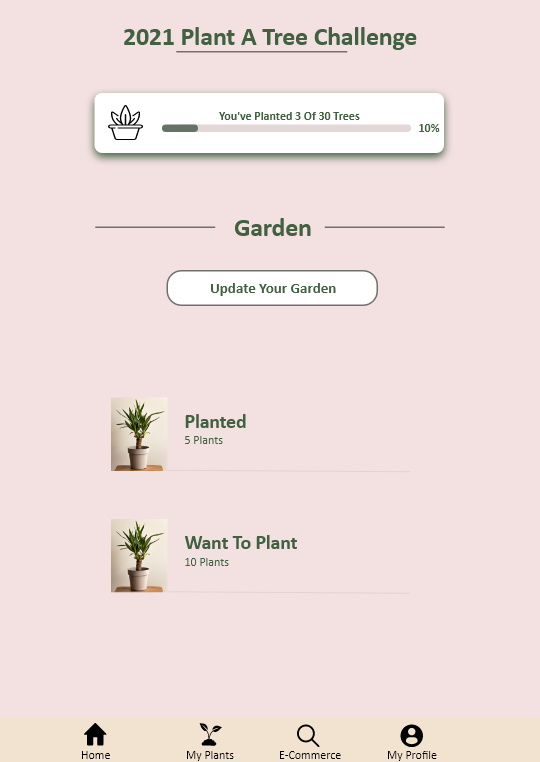 2021 Plant A Tree Challenge
You've Planted 3 Of 30 Trees
10%
Garden
Update Your Garden
Planted
5 Plants
Want To Plant
10 Plants
Home
My Plants
E-Commerce
My Profile